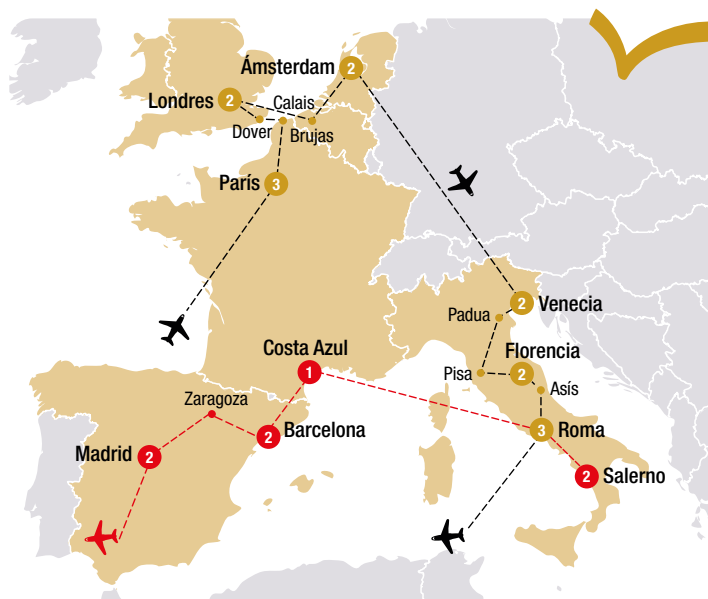 Ámsterdam
2
Londres
2
Calais
Dover
Brujas
París
3
2
Venecia
Padua
Florencia
2
Costa Azul
1
Pisa
Asís
Zaragoza
2
Barcelona
3
Roma
Madrid
2
2
Salerno